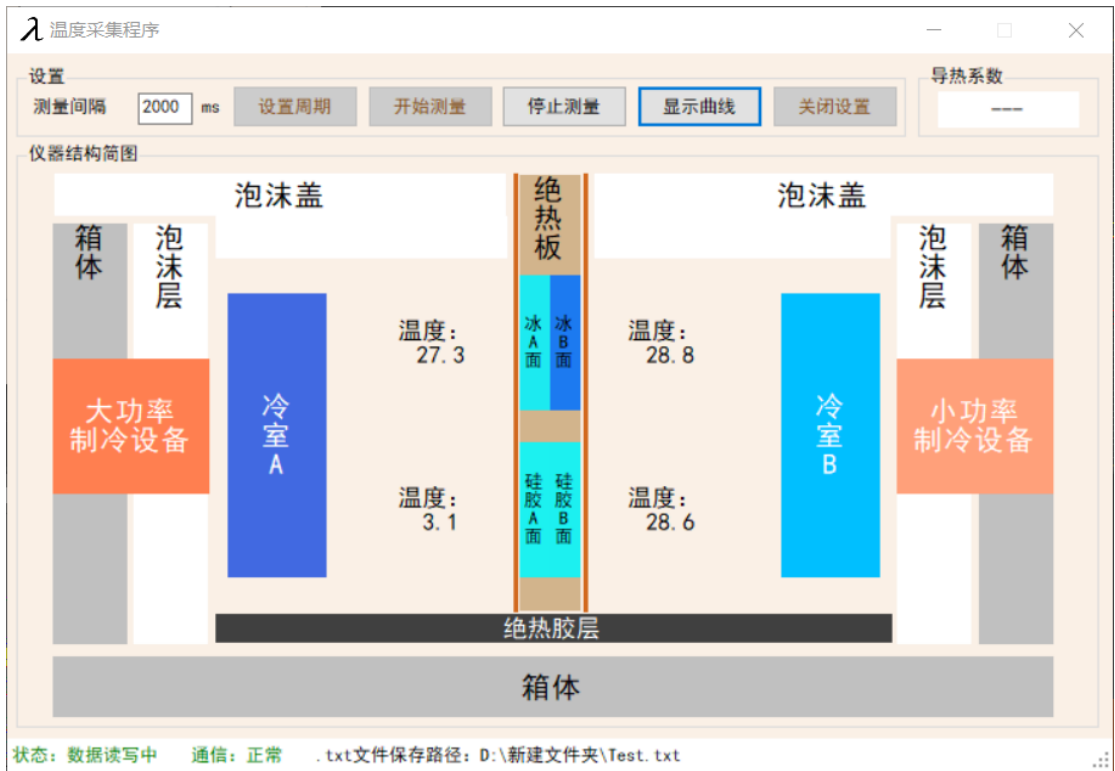 λ 温度采集程序
设置
导热系数
测量间隔 2000 ms 设置周期 开始测量 停止测量 显示曲线 关闭设置
---
仪器结构简图
泡沫盖
绝热板
泡沫盖
箱体
泡沫层
泡沫层
箱体
温度:
27.3
冰A面
冰B面
温度:
28.8
大功率
制冷设备
冷室A
冷室B
小功率
制冷设备
温度:
3.1
硅胶A面
硅胶B面
温度:
28.6
绝热胶层
箱体
状态: 数据读写中 通信: 正常 .txt文件保存路径: D:\新建文件夹\Test.txt